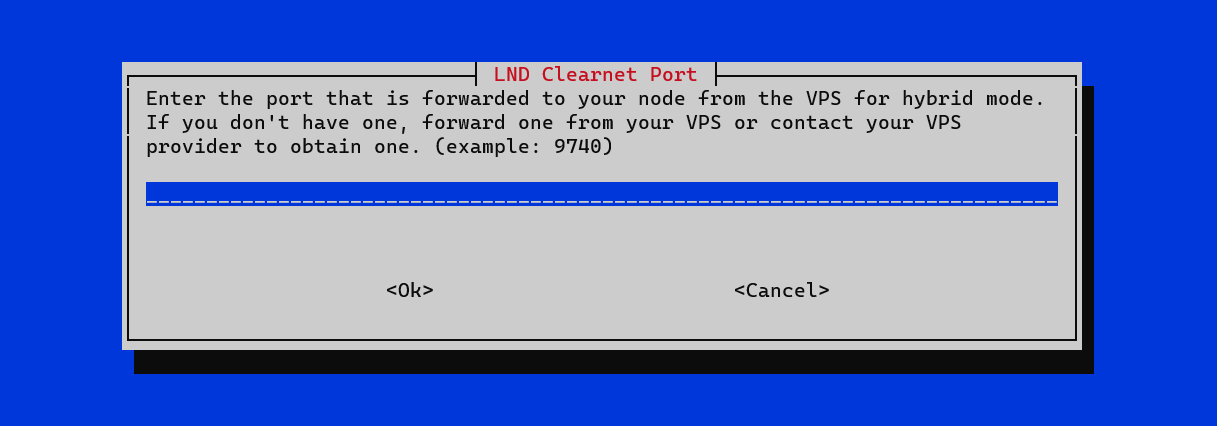 LND Clearnet Port
Enter the port that is forwarded to your node from the VPS for hybrid mode.
If you don't have one, forward one from your VPS or contact your VPS
provider to obtain one. (example: 9740)
<Ok> <Cancel>